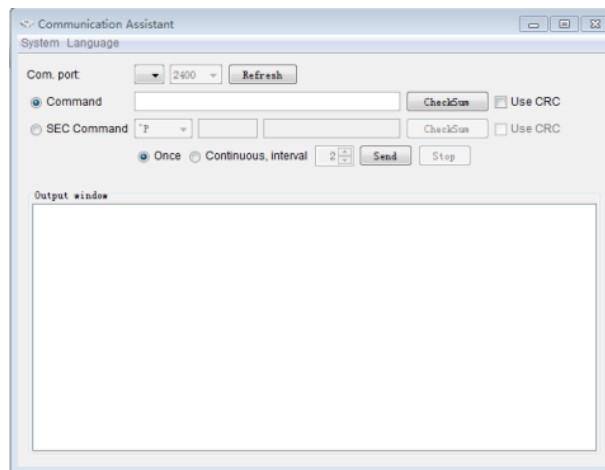 Communication Assistant
System Language
Com. port: 2400 Refresh
Command CheckSum Use CRC
SEC Command ^P CheckSum Use CRC
Once Continuous, interval 2 Send Stop
Output window